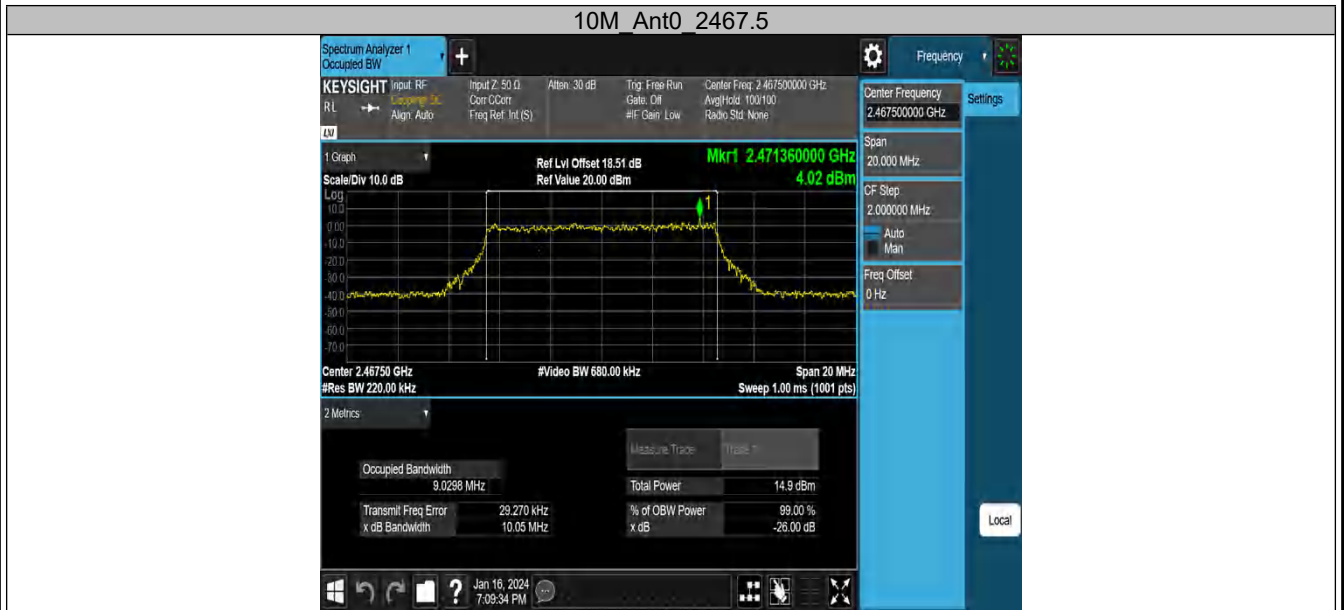 10M_Ant0_2467.5
Spectrum Analyzer 1
Occupied BW
+
Frequency
KEYSIGHT
RL
LXI
Input: RF
Coupling: DC
Align: Auto
Input Z: 50 Ω
Corr CCorr
Freq Ref: Int (S)
Atten: 30 dB
Trig: Free Run
Gate: Off
#IF Gain: Low
Center Freq: 2.467500000 GHz
Avg|Hold: 100/100
Radio Std: None
Center Frequency
2.467500000 GHz
Settings
Span
20.000 MHz
CF Step
2.000000 MHz
Auto
Man
Freq Offset
0 Hz
Local
1 Graph
Scale/Div 10.0 dB
Ref Lvl Offset 18.51 dB
Ref Value 20.00 dBm
Mkr1 2.471360000 GHz
4.02 dBm
Log
10.0
0.00
-10.0
-20.0
-30.0
-40.0
-50.0
-60.0
-70.0
1
Center 2.46750 GHz
#Res BW 220.00 kHz
#Video BW 680.00 kHz
Span 20 MHz
Sweep 1.00 ms (1001 pts)
2 Metrics
Measure Trace
Trace 1
Occupied Bandwidth
9.0298 MHz
Total Power
14.9 dBm
Transmit Freq Error
29.270 kHz
% of OBW Power
99.00 %
x dB Bandwidth
10.05 MHz
x dB
-26.00 dB
?
Jan 16, 2024
7:09:34 PM